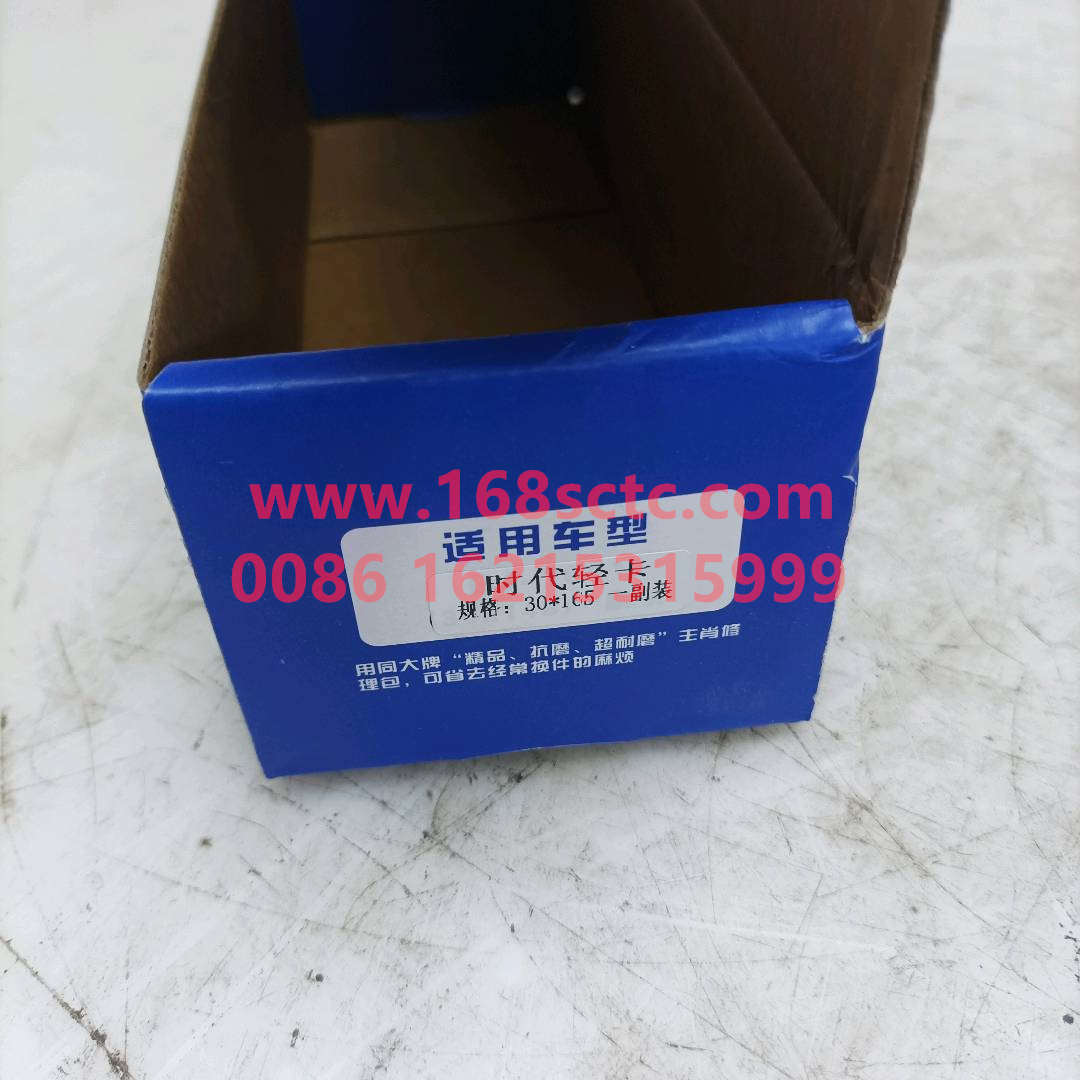 www.168sctc.com
适用车型
0086 16215315999
时代轻卡
规格：30*165 一副装
用同大牌“精品、抗磨、超耐磨”主肖修
理包，可省去经常换件的麻烦